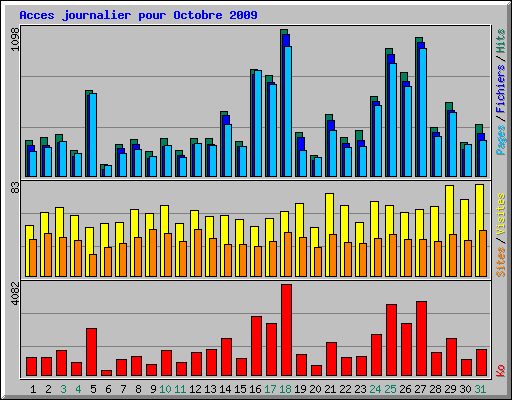 Acces journalier pour Octobre 2009
1098
Pages / Fichiers / Hits
83
Sites / Visites
4082
Ko
1 2 3 4 5 6 7 8 9 10 11 12 13 14 15 16 17 18 19 20 21 22 23 24 25 26 27 28 29 30 31